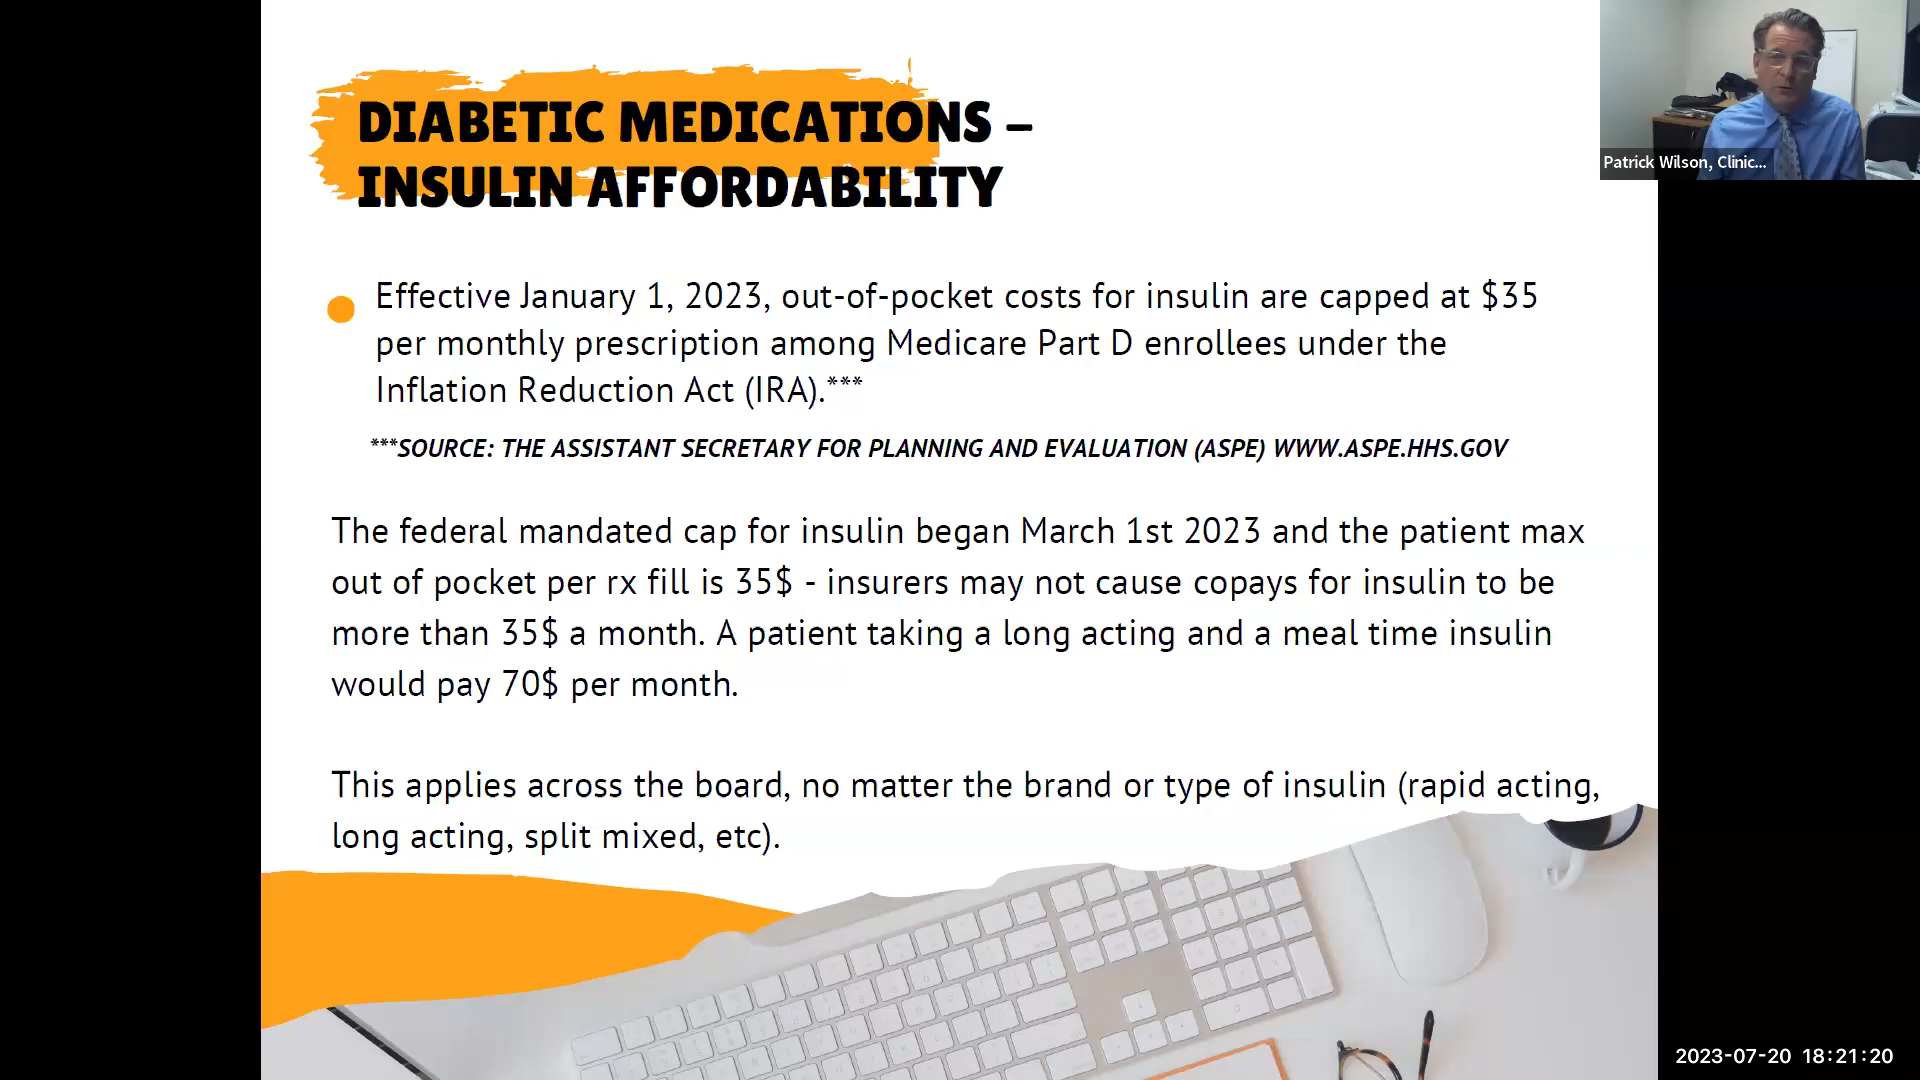 DIABETIC MEDICATIONS –
INSULIN AFFORDABILITY
Effective January 1, 2023, out-of-pocket costs for insulin are capped at $35
per monthly prescription among Medicare Part D enrollees under the
Inflation Reduction Act (IRA).***
***SOURCE: THE ASSISTANT SECRETARY FOR PLANNING AND EVALUATION (ASPE) WWW.ASPE.HHS.GOV
The federal mandated cap for insulin began March 1st 2023 and the patient max
out of pocket per rx fill is 35$ - insurers may not cause copays for insulin to be
more than 35$ a month. A patient taking a long acting and a meal time insulin
would pay 70$ per month.
This applies across the board, no matter the brand or type of insulin (rapid acting,
long acting, split mixed, etc).
Patrick Wilson, Clinic...
2023-07-20 18:21:20